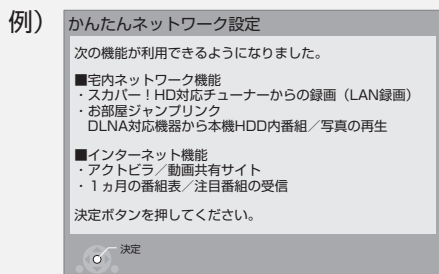 例）
かんたんネットワーク設定
次の機能が利用できるようになりました。
■宅内ネットワーク機能
・スカパー！HD対応チューナーからの録画（LAN録画）
・お部屋ジャンプリンク
DLNA対応機器から本機HDD内番組／写真の再生
■インターネット機能
・アクトビラ／動画共有サイト
・１ヵ月の番組表／注目番組の受信
決定ボタンを押してください。
決定